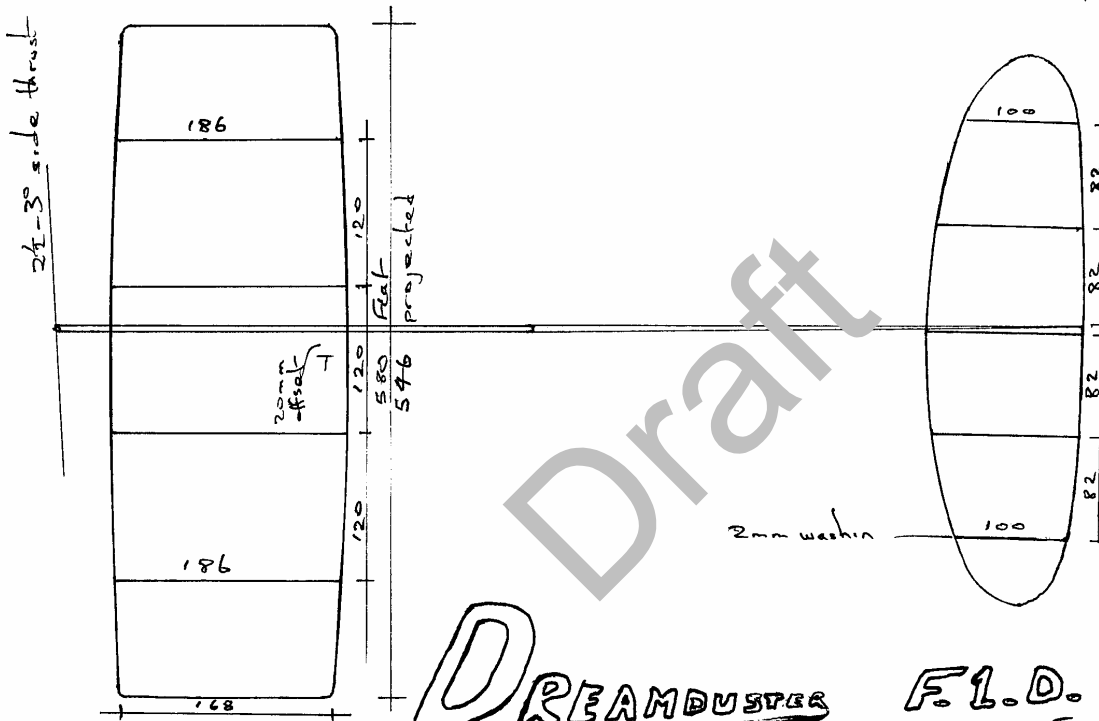 2½-3° side thrust
186
120
Flat
projected
20mm
offset
120
580
546
120
186
168
100
82
82
82
82
100
2mm washin
Draft
DREAMDUSTER
F.1.D.